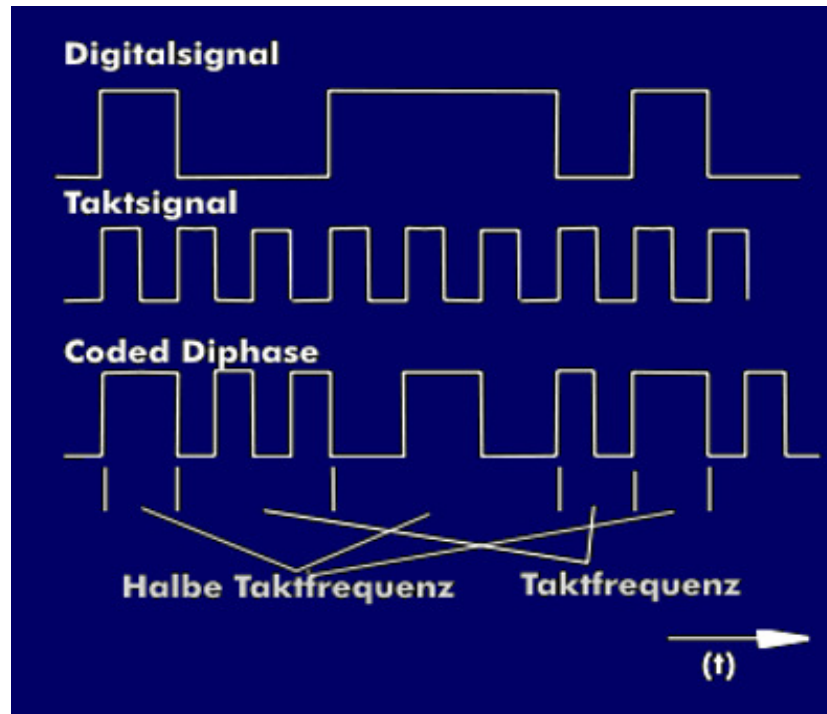 Digitalsignal
Taktsignal
Coded Diphase
Halbe Taktfrequenz
Taktfrequenz
(t)